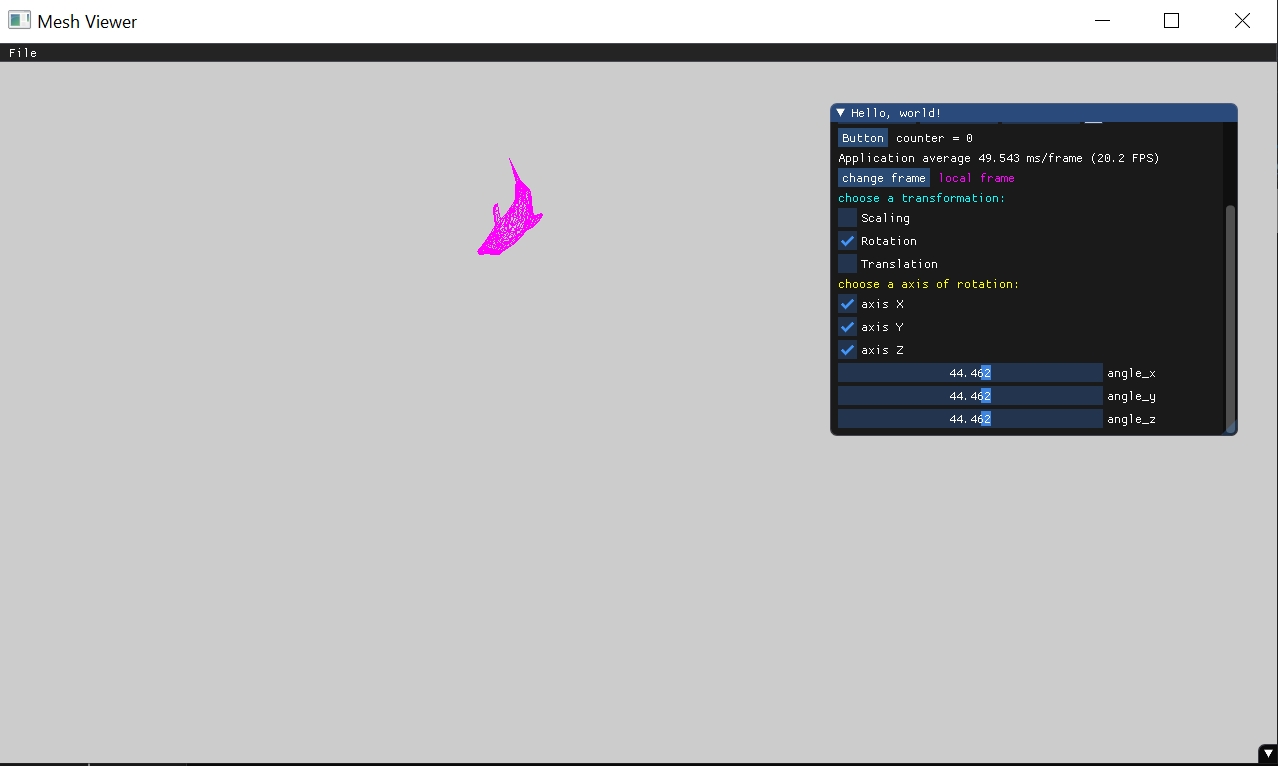 Mesh Viewer
File
Hello, world!
Button counter = 0
Application average 49.543 ms/frame (20.2 FPS)
change frame local frame
choose a transformation:
Scaling
Rotation
Translation
choose a axis of rotation:
axis X
axis Y
axis Z
44.462 angle_x
44.462 angle_y
44.462 angle_z